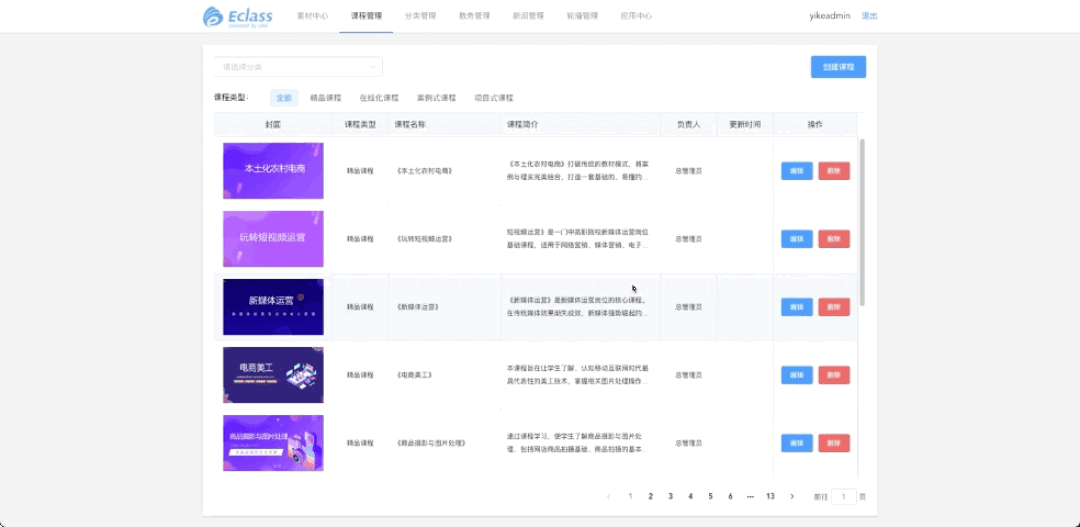 Eclass
素材中心 课程管理 分类管理 教务管理 新闻管理 轮播管理 应用中心
yikeadmin 退出
请选择分类
创建课程
课程类型： 全部 精品课程 在线化课程 案例式课程 项目式课程
封面 课程类型 课程名称 课程简介 负责人 更新时间 操作
本土化农村电商
精品课程 《本土化农村电商》
《本土化农村电商》打破传统的教材模式，将案
例与理实完美结合，打造一套基础的、易懂的...
总管理员 编辑 删除
玩转短视频运营
精品课程 《玩转短视频运营》
短视频运营》是一门中高职院校新媒体运营岗位
基础课程，适用于网络营销、媒体营销、电子...
总管理员 编辑 删除
新媒体运营
精品课程 《新媒体运营》
《新媒体运营》是新媒体运营岗位的核心课程。
在传统媒体效果渐失成效，新媒体强势崛起的...
总管理员 编辑 删除
电商美工
精品课程 《电商美工》
本课程旨在让学生了解、认知移动互联网时代最
具代表性的美工技术，掌握相关图片处理操作...
总管理员 编辑 删除
商品摄影与图片处理
精品课程 《商品摄影与图片处理》
通过课程学习，使学生了解商品摄影与图片处
理，包括网店商品拍摄基础、商品拍摄的基本...
总管理员 编辑 删除
1 2 3 4 5 6 ... 13 前往 1 页